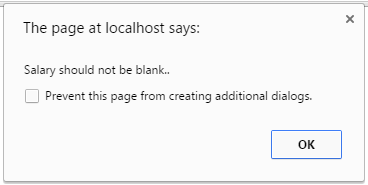 The page at localhost says:
Salary should not be blank..
Prevent this page from creating additional dialogs.
OK